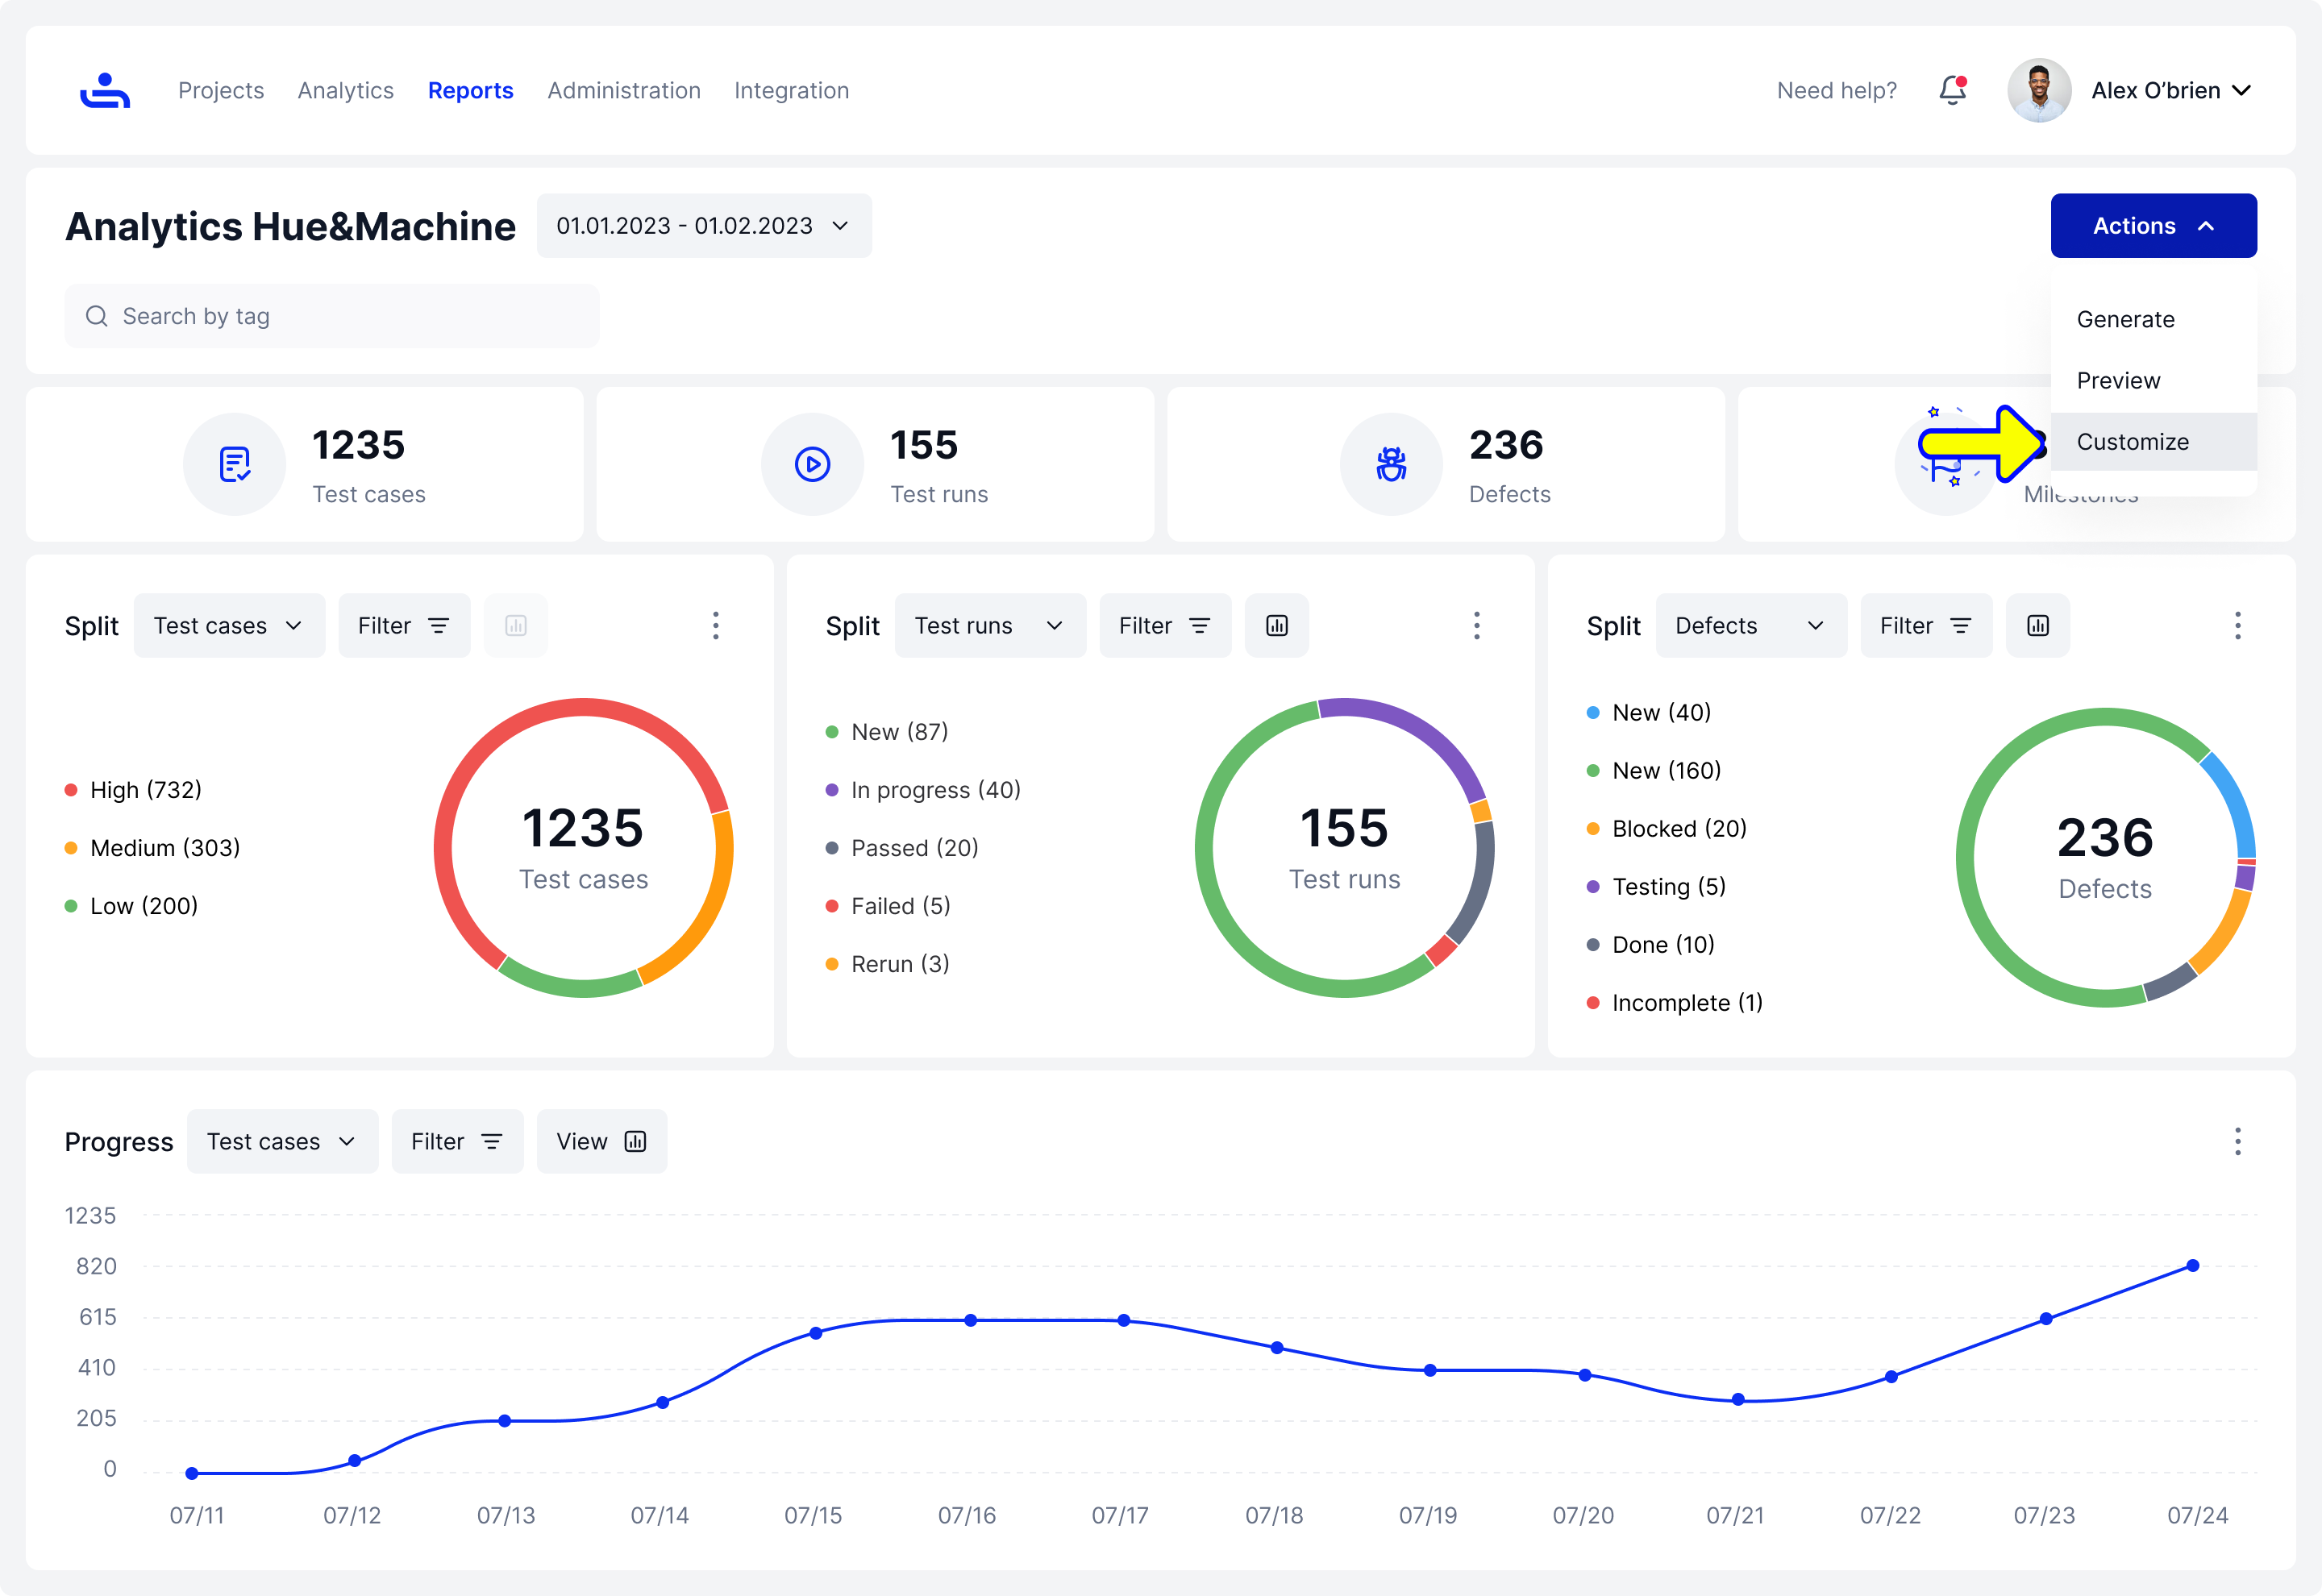 Projects Analytics Reports Administration Integration Need help? Alex O’brien
Analytics Hue&Machine 01.01.2023 - 01.02.2023 Actions
Search by tag
Generate
Preview
Customize
1235
Test cases
155
Test runs
236
Defects
Milestones
Split Test cases Filter
High (732)
Medium (303)
Low (200)
1235
Test cases
Split Test runs Filter
New (87)
In progress (40)
Passed (20)
Failed (5)
Rerun (3)
155
Test runs
Split Defects Filter
New (40)
New (160)
Blocked (20)
Testing (5)
Done (10)
Incomplete (1)
236
Defects
Progress Test cases Filter View
1235
820
615
410
205
0
07/11 07/12 07/13 07/14 07/15 07/16 07/17 07/18 07/19 07/20 07/21 07/22 07/23 07/24